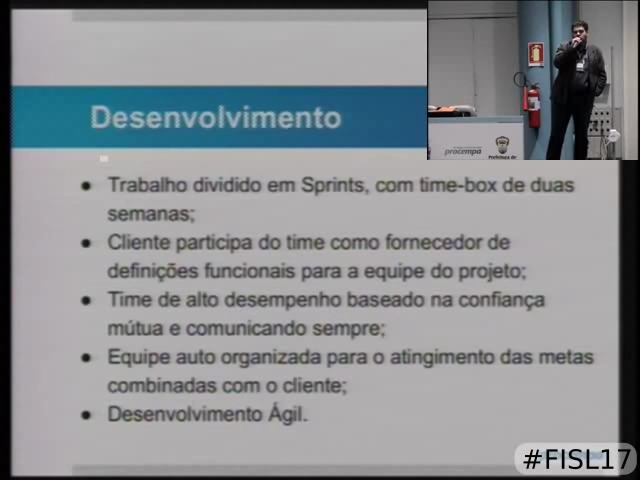 Desenvolvimento
• Trabalho dividido em Sprints, com time-box de duas
semanas;
• Cliente participa do time como fornecedor de
definições funcionais para a equipe do projeto;
• Time de alto desempenho baseado na confiança
mútua e comunicando sempre;
• Equipe auto organizada para o atingimento das metas
combinadas com o cliente;
• Desenvolvimento Ágil.
procempa
Prefeitura de
#FISL17